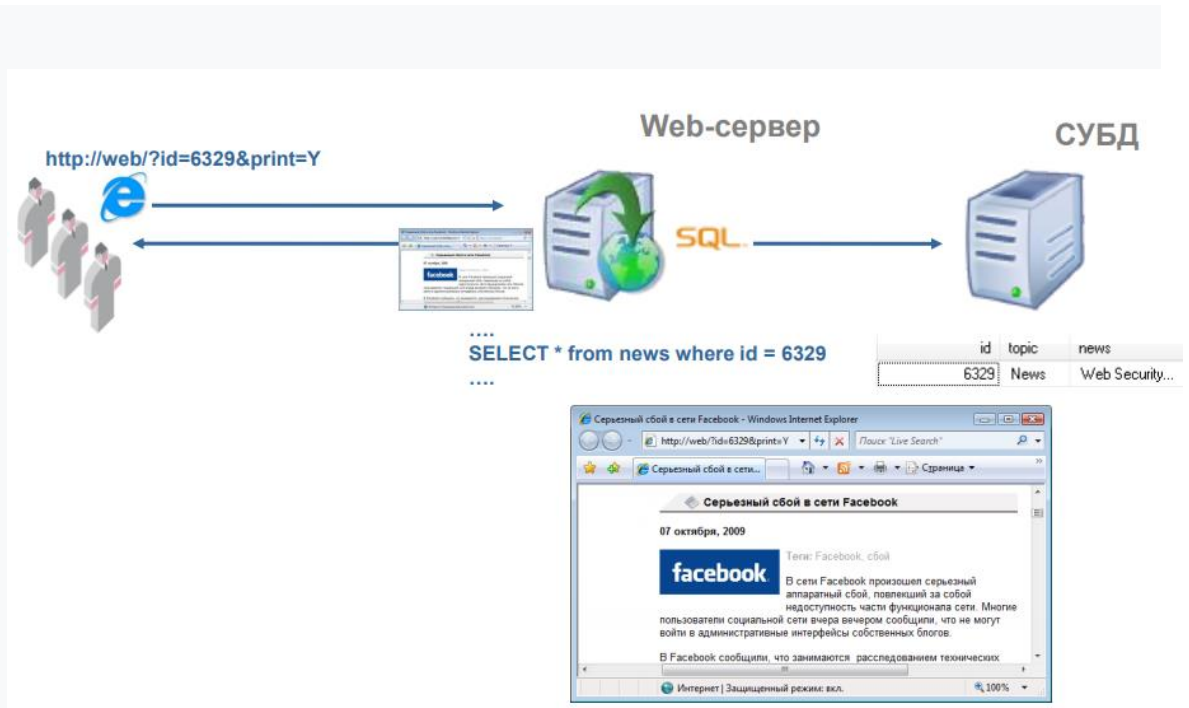 Web-сервер
СУБД
http://web/?id=6329&print=Y
SQL
....
SELECT * from news where id = 6329
....
id topic news
6329 News Web Security...
Серьезный сбой в сети Facebook - Windows Internet Explorer
http://web/?id=6329&print=Y
Поиск "Live Search"
Серьезный сбой в сети...
Страница
Серьезный сбой в сети Facebook
07 октября, 2009
Теги: Facebook, сбой
facebook
В сети Facebook произошел серьезный
аппаратный сбой, повлекший за собой
недоступность части функционала сети. Многие
пользователи социальной сети вчера вечером сообщили, что не могут
войти в административные интерфейсы собственных блогов.
В Facebook сообщили, что занимаются расследованием технических
Интернет | Защищенный режим: вкл.
100%